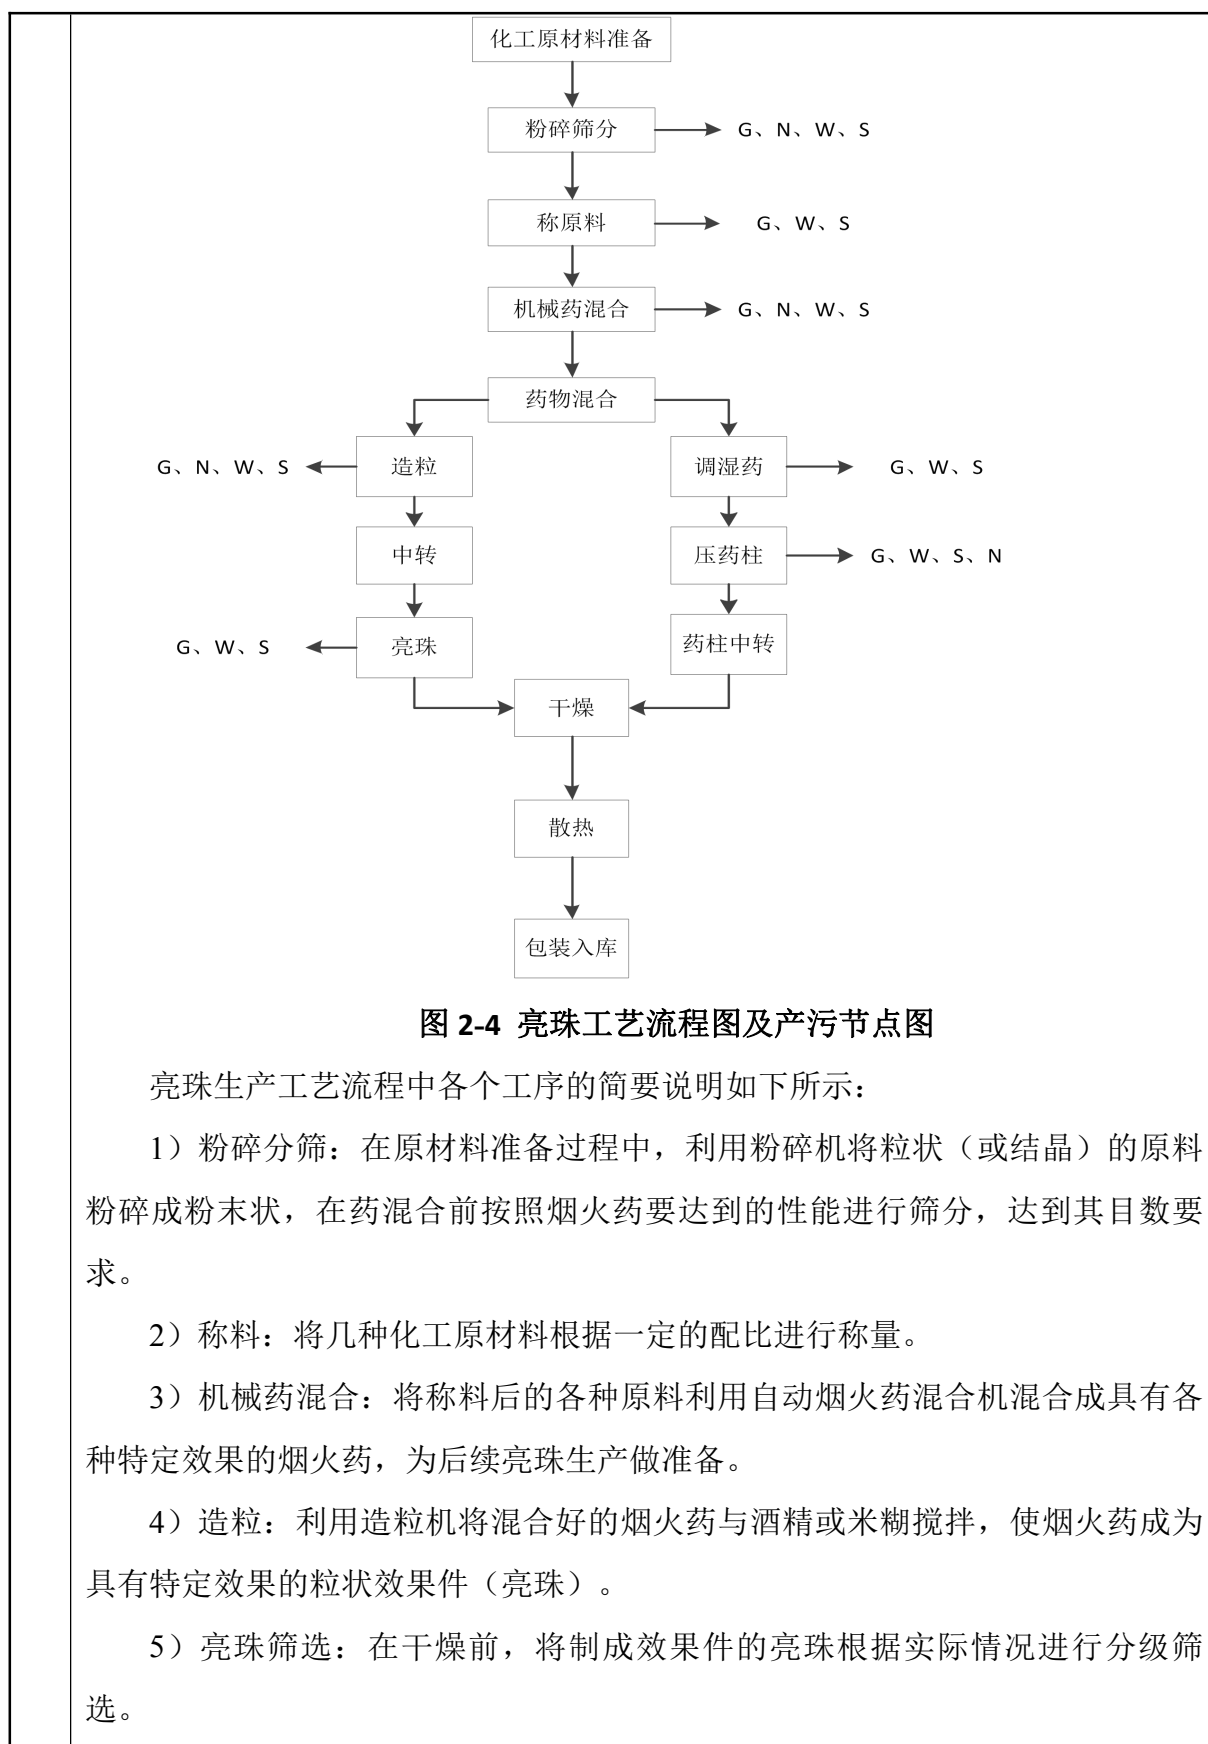 化工原材料准备
粉碎筛分
G、N、W、S
称原料
G、W、S
机械药混合
G、N、W、S
药物混合
G、N、W、S
造粒
调湿药
G、W、S
中转
压药柱
G、W、S、N
G、W、S
亮珠
药柱中转
干燥
散热
包装入库
图 2-4 亮珠工艺流程图及产污节点图
亮珠生产工艺流程中各个工序的简要说明如下所示：
1）粉碎分筛：在原材料准备过程中，利用粉碎机将粒状（或结晶）的原料
粉碎成粉末状，在药混合前按照烟火药要达到的性能进行筛分，达到其目数要
求。
2）称料：将几种化工原材料根据一定的配比进行称量。
3）机械药混合：将称料后的各种原料利用自动烟火药混合机混合成具有各
种特定效果的烟火药，为后续亮珠生产做准备。
4）造粒：利用造粒机将混合好的烟火药与酒精或米糊搅拌，使烟火药成为
具有特定效果的粒状效果件（亮珠）。
5）亮珠筛选：在干燥前，将制成效果件的亮珠根据实际情况进行分级筛
选。